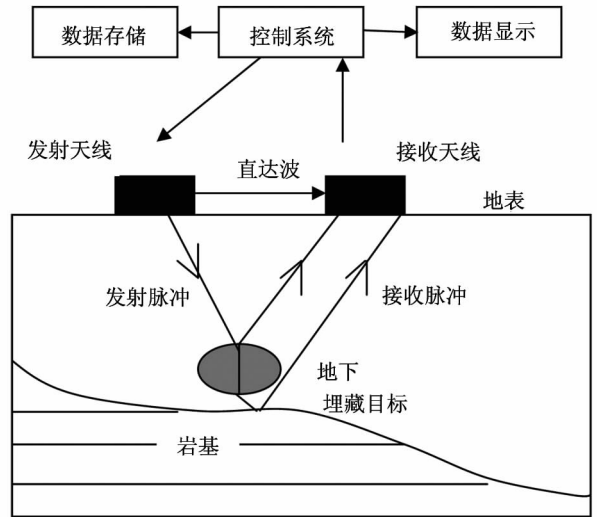 数据存储
控制系统
数据显示
发射天线
直达波
接收天线
地表
发射脉冲
接收脉冲
地下
埋藏目标
岩基